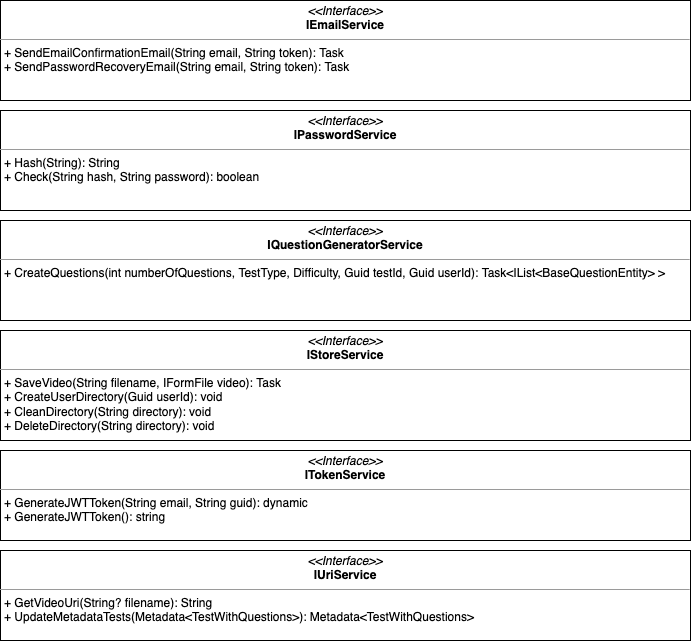 <<Interface>>
IEmailService
+ SendEmailConfirmationEmail(String email, String token): Task
+ SendPasswordRecoveryEmail(String email, String token): Task
<<Interface>>
IPasswordService
+ Hash(String): String
+ Check(String hash, String password): boolean
<<Interface>>
IQuestionGeneratorService
+ CreateQuestions(int numberOfQuestions, TestType, Difficulty, Guid testId, Guid userId): Task<IList<BaseQuestionEntity> >
<<Interface>>
IStoreService
+ SaveVideo(String filename, IFormFile video): Task
+ CreateUserDirectory(Guid userId): void
+ CleanDirectory(String directory): void
+ DeleteDirectory(String directory): void
<<Interface>>
ITokenService
+ GenerateJWTToken(String email, String guid): dynamic
+ GenerateJWTToken(): string
<<Interface>>
IUriService
+ GetVideoUri(String? filename): String
+ UpdateMetadataTests(Metadata<TestWithQuestions>): Metadata<TestWithQuestions>